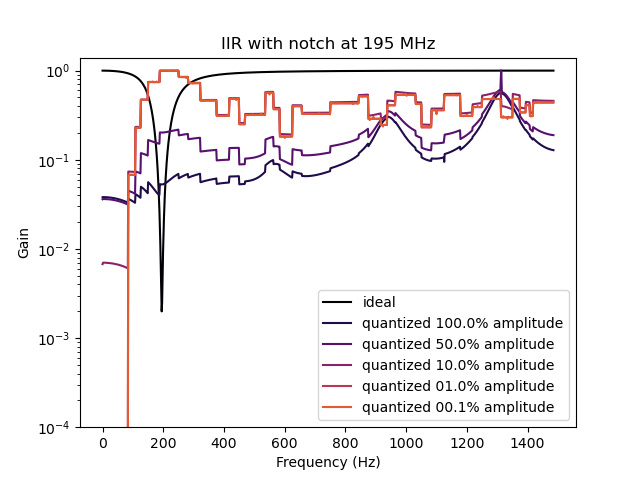 IIR with notch at 195 MHz
10^0
10^-1
10^-2
10^-3
10^-4
Gain
ideal
quantized 100.0% amplitude
quantized 50.0% amplitude
quantized 10.0% amplitude
quantized 01.0% amplitude
quantized 00.1% amplitude
0 200 400 600 800 1000 1200 1400
Frequency (Hz)